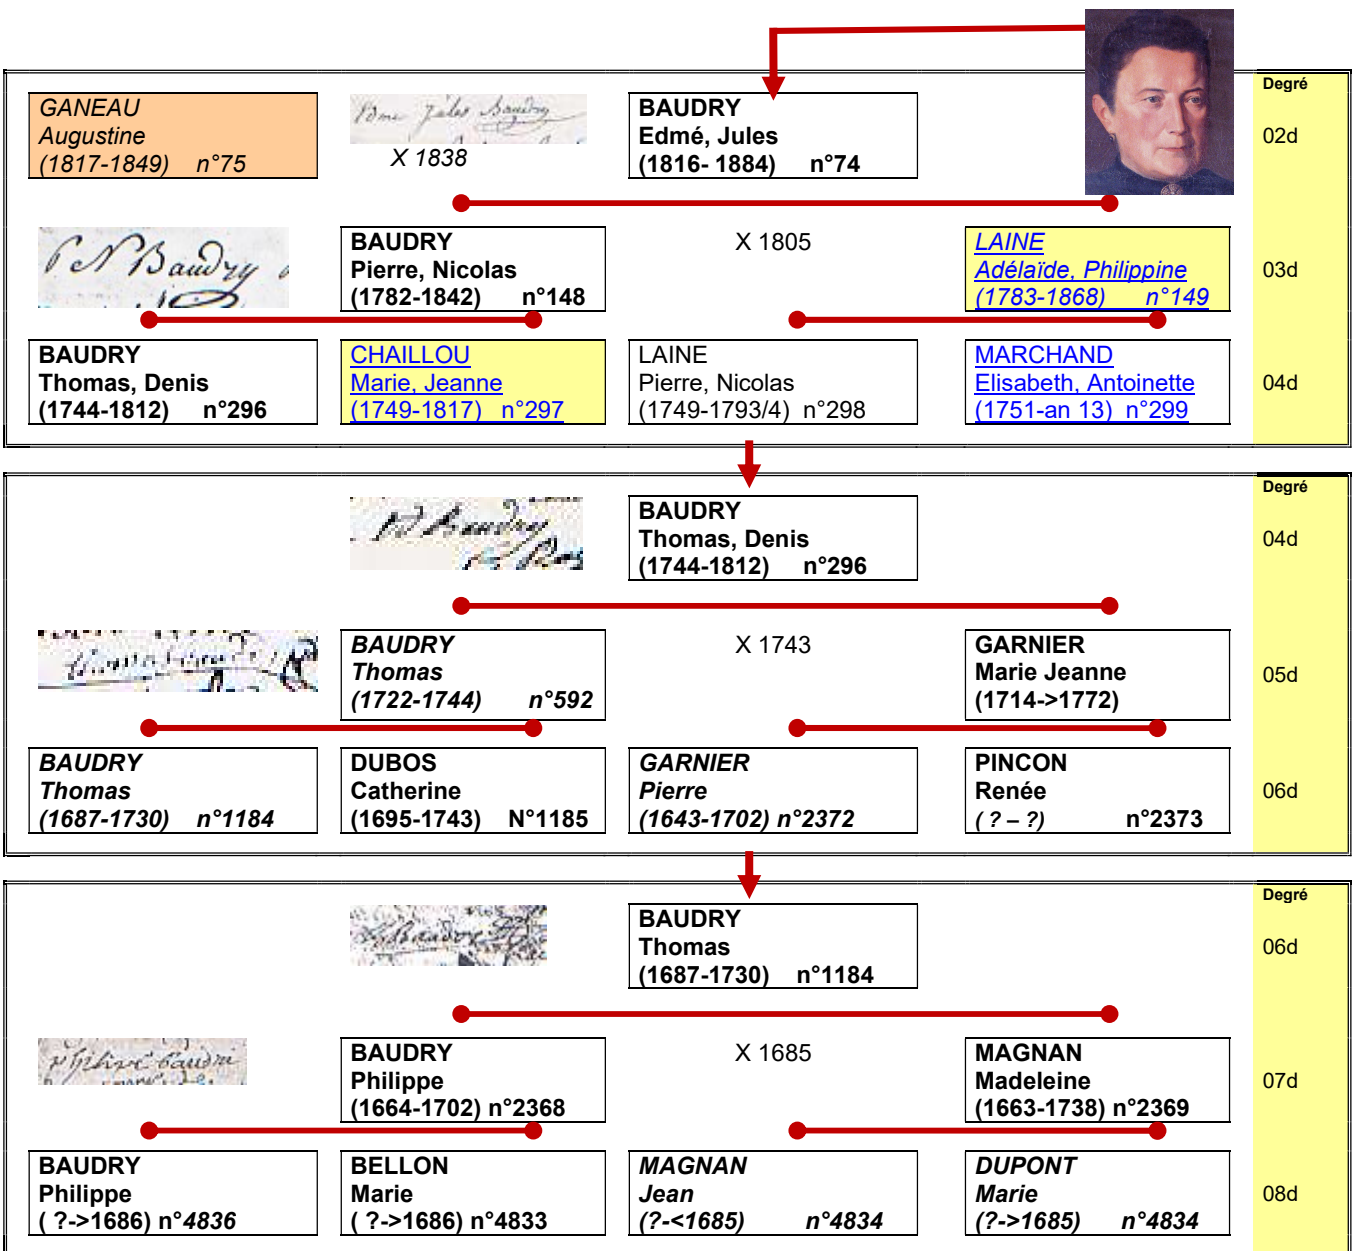 Degré
GANEAU
Augustine
(1817-1849) n°75
Edme Jules Baudry
X 1838
BAUDRY
Edmé, Jules
(1816- 1884) n°74
02d
P N Baudry
BAUDRY
Pierre, Nicolas
(1782-1842) n°148
X 1805
LAINE
Adélaïde, Philippine
(1783-1868) n°149
03d
BAUDRY
Thomas, Denis
(1744-1812) n°296
CHAILLOU
Marie, Jeanne
(1749-1817) n°297
LAINE
Pierre, Nicolas
(1749-1793/4) n°298
MARCHAND
Elisabeth, Antoinette
(1751-an 13) n°299
04d
Degré
Baudry
BAUDRY
Thomas, Denis
(1744-1812) n°296
04d
BAUDRY
Thomas
(1722-1744) n°592
X 1743
GARNIER
Marie Jeanne
(1714->1772)
05d
BAUDRY
Thomas
(1687-1730) n°1184
DUBOS
Catherine
(1695-1743) N°1185
GARNIER
Pierre
(1643-1702) n°2372
PINCON
Renée
( ? – ?) n°2373
06d
Degré
BAUDRY
Thomas
(1687-1730) n°1184
06d
BAUDRY
Philippe
(1664-1702) n°2368
X 1685
MAGNAN
Madeleine
(1663-1738) n°2369
07d
BAUDRY
Philippe
( ?->1686) n°4836
BELLON
Marie
( ?->1686) n°4833
MAGNAN
Jean
(?-<1685) n°4834
DUPONT
Marie
(?->1685) n°4834
08d